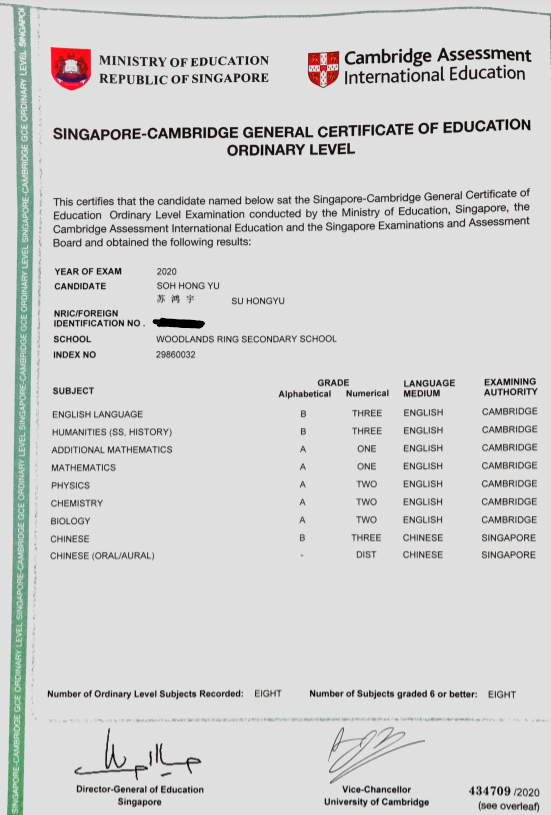 SINGAPORE-CAMBRIDGE GCE ORDINARY LEVEL SINGAPORE-CAMBRIDGE GCE ORDINARY LEVEL SINGAPORE-CAMBRIDGE GCE ORDINARY LEVEL SINGAPORE-CAMBRIDGE GCE ORDINARY LEVEL SINGAPO
MINISTRY OF EDUCATION
REPUBLIC OF SINGAPORE
Cambridge Assessment
International Education
SINGAPORE-CAMBRIDGE GENERAL CERTIFICATE OF EDUCATION
ORDINARY LEVEL
This certifies that the candidate named below sat the Singapore-Cambridge General Certificate of
Education Ordinary Level Examination conducted by the Ministry of Education, Singapore, the
Cambridge Assessment International Education and the Singapore Examinations and Assessment
Board and obtained the following results:
YEAR OF EXAM 2020
CANDIDATE SOH HONG YU
苏 鸿 宇 SU HONGYU
NRIC/FOREIGN
IDENTIFICATION NO .
SCHOOL WOODLANDS RING SECONDARY SCHOOL
INDEX NO 29860032
SUBJECT GRADE LANGUAGE EXAMINING
Alphabetical Numerical MEDIUM AUTHORITY
ENGLISH LANGUAGE B THREE ENGLISH CAMBRIDGE
HUMANITIES (SS, HISTORY) B THREE ENGLISH CAMBRIDGE
ADDITIONAL MATHEMATICS A ONE ENGLISH CAMBRIDGE
MATHEMATICS A ONE ENGLISH CAMBRIDGE
PHYSICS A TWO ENGLISH CAMBRIDGE
CHEMISTRY A TWO ENGLISH CAMBRIDGE
BIOLOGY A TWO ENGLISH CAMBRIDGE
CHINESE B THREE CHINESE SINGAPORE
CHINESE (ORAL/AURAL) - DIST CHINESE SINGAPORE
Number of Ordinary Level Subjects Recorded: EIGHT Number of Subjects graded 6 or better: EIGHT
Director-General of Education
Singapore
Vice-Chancellor
University of Cambridge
434709 /2020
(see overleaf)